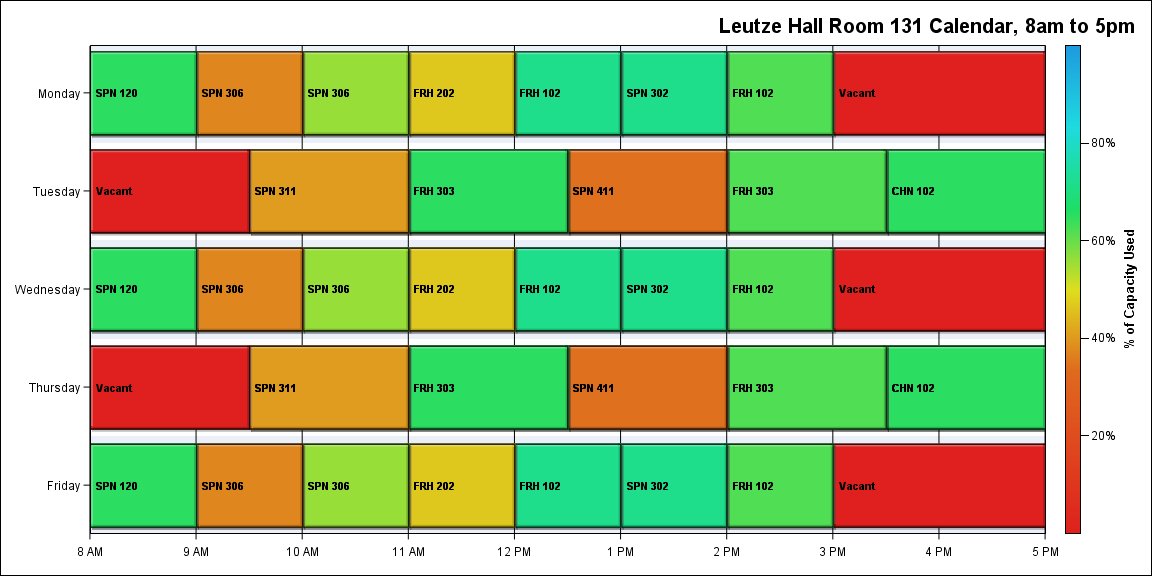 Leutze Hall Room 131 Calendar, 8am to 5pm
Monday
SPN 120
SPN 306
SPN 306
FRH 202
FRH 102
SPN 302
FRH 102
Vacant
Tuesday
Vacant
SPN 311
FRH 303
SPN 411
FRH 303
CHN 102
Wednesday
SPN 120
SPN 306
SPN 306
FRH 202
FRH 102
SPN 302
FRH 102
Vacant
Thursday
Vacant
SPN 311
FRH 303
SPN 411
FRH 303
CHN 102
Friday
SPN 120
SPN 306
SPN 306
FRH 202
FRH 102
SPN 302
FRH 102
Vacant
8 AM
9 AM
10 AM
11 AM
12 PM
1 PM
2 PM
3 PM
4 PM
5 PM
80%
60%
40%
20%
% of Capacity Used